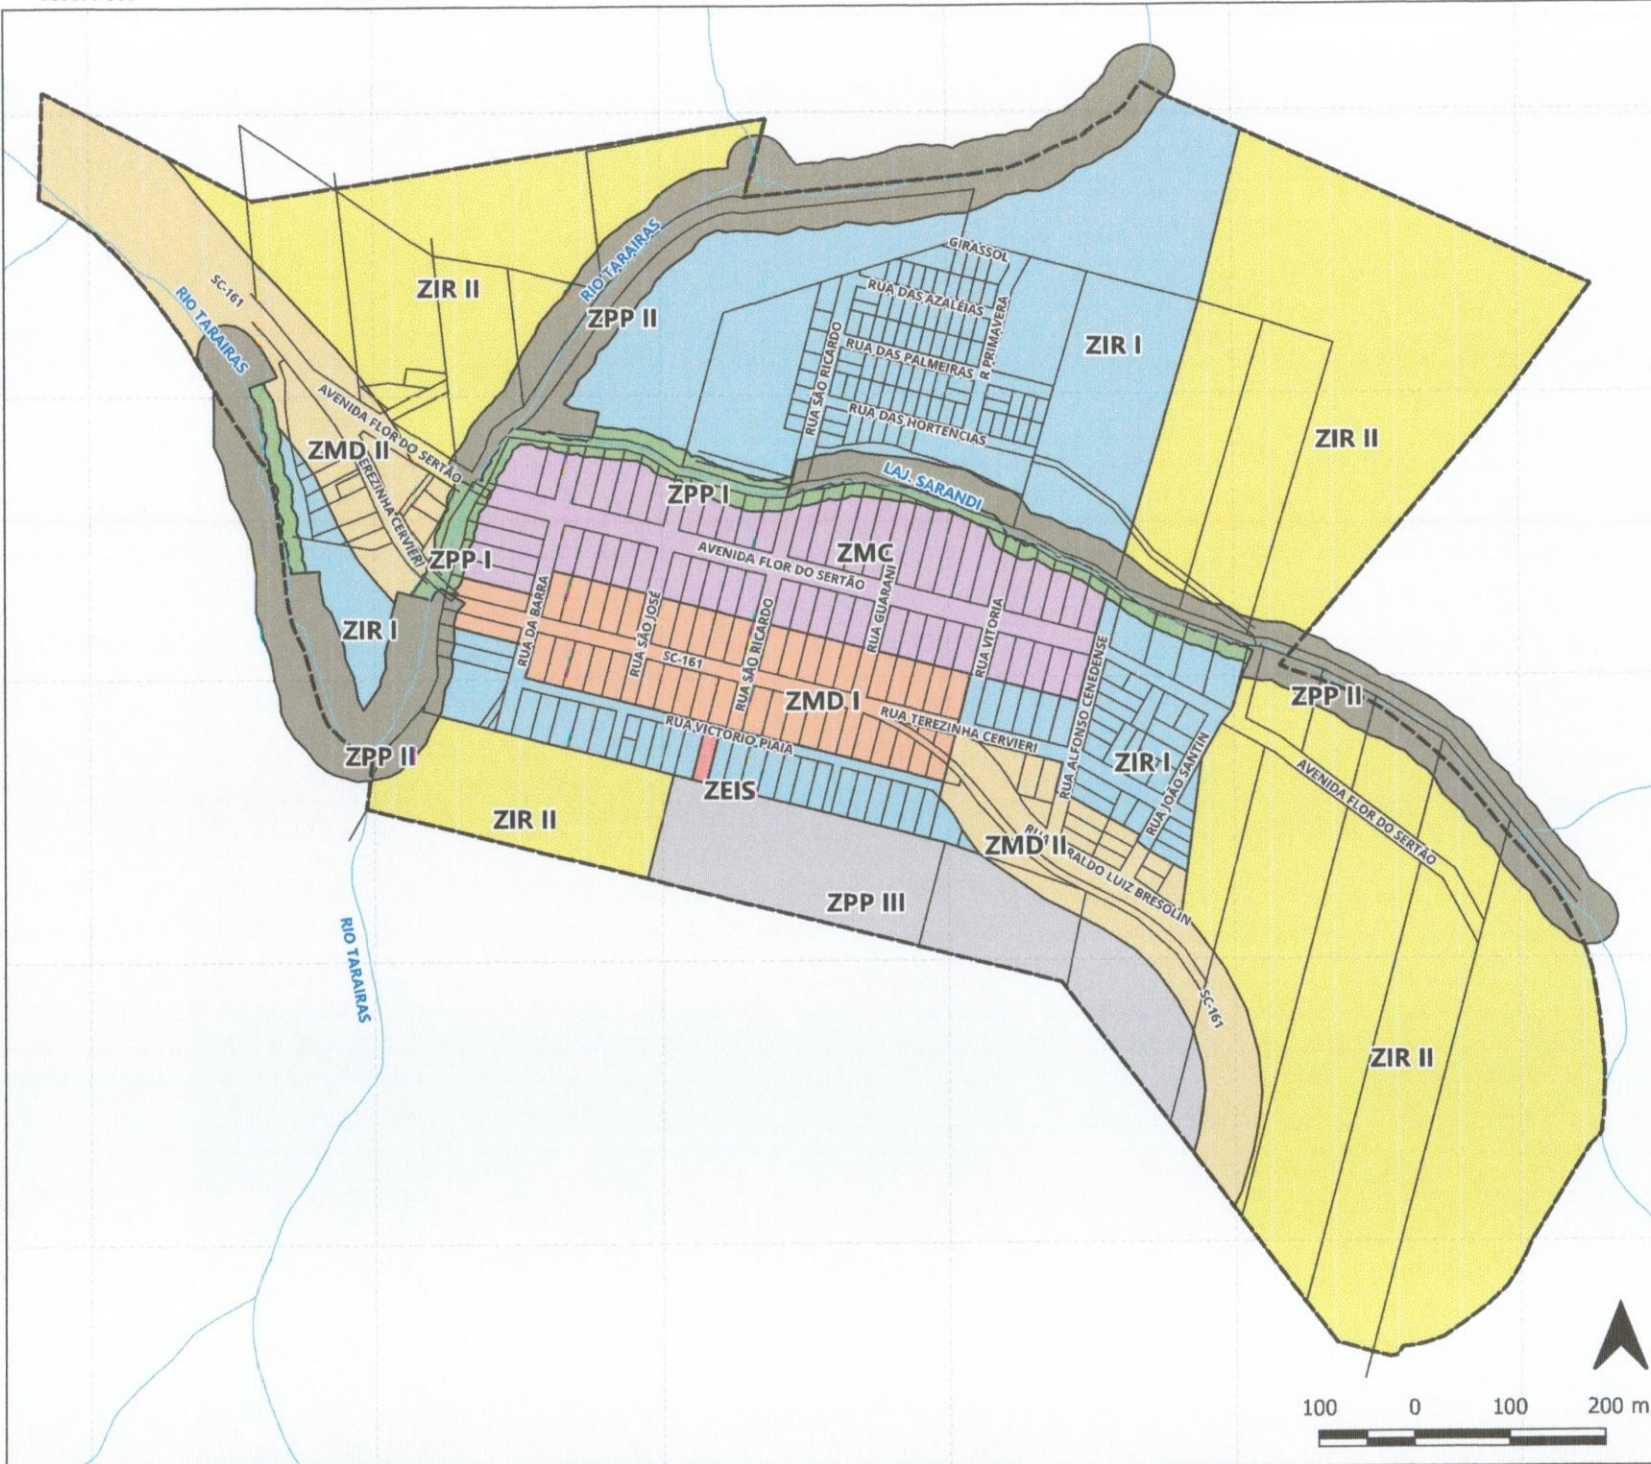 GIRASSOL
RIO TARAIRAS
SC-161
ZIR II
RUA DAS AZALÉIAS
RIO TARAIRAS
ZPP II
R PRIMAVERA
ZIR I
RUA SÃO RICARDO
RUA DAS PALMEIRAS
AVENIDA FLOR DO SERTÃO
RUA DAS HORTENCIAS
ZIR II
ZMD II
TEREZINHA CERVIERI
LAJ. SARANDI
ZPP I
ZMC
AVENIDA FLOR DO SERTÃO
ZPP I
RUA DA BARRA
RUA SÃO JOSÉ
RUA SÃO RICARDO
RUA GUARANI
RUA VITORIA
ZIR I
SC-161
RUA ALFONSO CENEDENSE
ZPP II
ZMD I
RUA TEREZINHA CERVIERI
RUA VICTÓRIO PIAIA
ZPP II
ZIR I
RUA JOÃO SANTIN
ZEIS
AVENIDA FLOR DO SERTÃO
ZIR II
ZMD II
RALDO LUIZ BRESOLIN
ZPP III
RIO TARAIRAS
SC-161
ZIR II
100 0 100 200 m